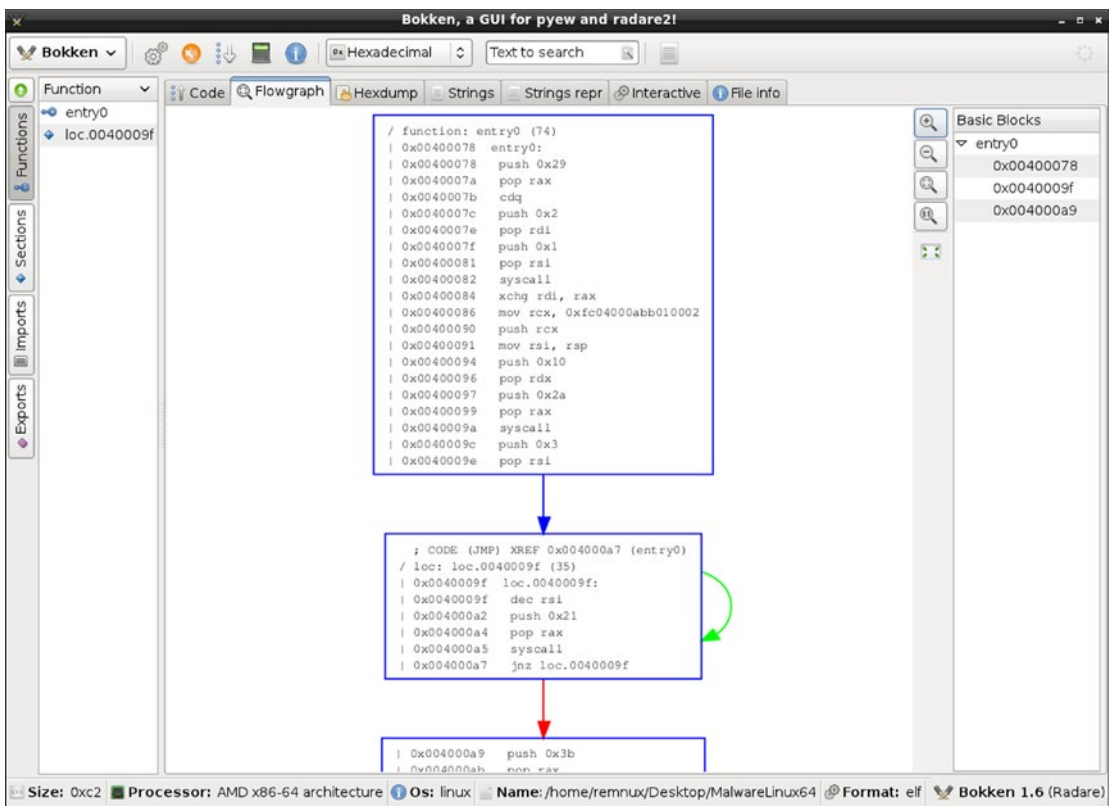 Bokken, a GUI for pyew and radare2!
Bokken
Hexadecimal
Text to search
Function
Code
Flowgraph
Hexdump
Strings
Strings repr
Interactive
File info
Functions
Sections
Imports
Exports
entry0
loc.0040009f
/ function: entry0 (74)
| 0x00400078 entry0:
| 0x00400078 push 0x29
| 0x0040007a pop rax
| 0x0040007b cdq
| 0x0040007c push 0x2
| 0x0040007e pop rdi
| 0x0040007f push 0x1
| 0x00400081 pop rsi
| 0x00400082 syscall
| 0x00400084 xchg rdi, rax
| 0x00400086 mov rcx, 0xfc04000abb010002
| 0x00400090 push rcx
| 0x00400091 mov rsi, rsp
| 0x00400094 push 0x10
| 0x00400096 pop rdx
| 0x00400097 push 0x2a
| 0x00400099 pop rax
| 0x0040009a syscall
| 0x0040009c push 0x3
| 0x0040009e pop rsi
; CODE (JMP) XREF 0x004000a7 (entry0)
/ loc: loc.0040009f (35)
| 0x0040009f loc.0040009f:
| 0x0040009f dec rsi
| 0x004000a2 push 0x21
| 0x004000a4 pop rax
| 0x004000a5 syscall
| 0x004000a7 jnz loc.0040009f
| 0x004000a9 push 0x3b
| 0x004000ab pop rax
Basic Blocks
entry0
0x00400078
0x0040009f
0x004000a9
Size: 0xc2 Processor: AMD x86-64 architecture Os: linux Name: /home/remnux/Desktop/MalwareLinux64 Format: elf Bokken 1.6 (Radare)